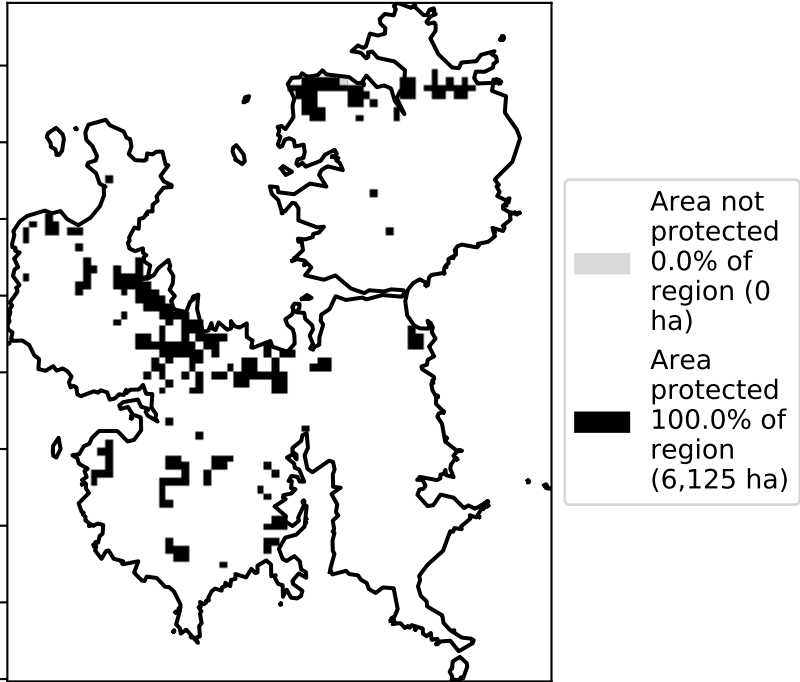 Area not
protected
0.0% of
region (0
ha)
Area
protected
100.0% of
region
(6,125 ha)